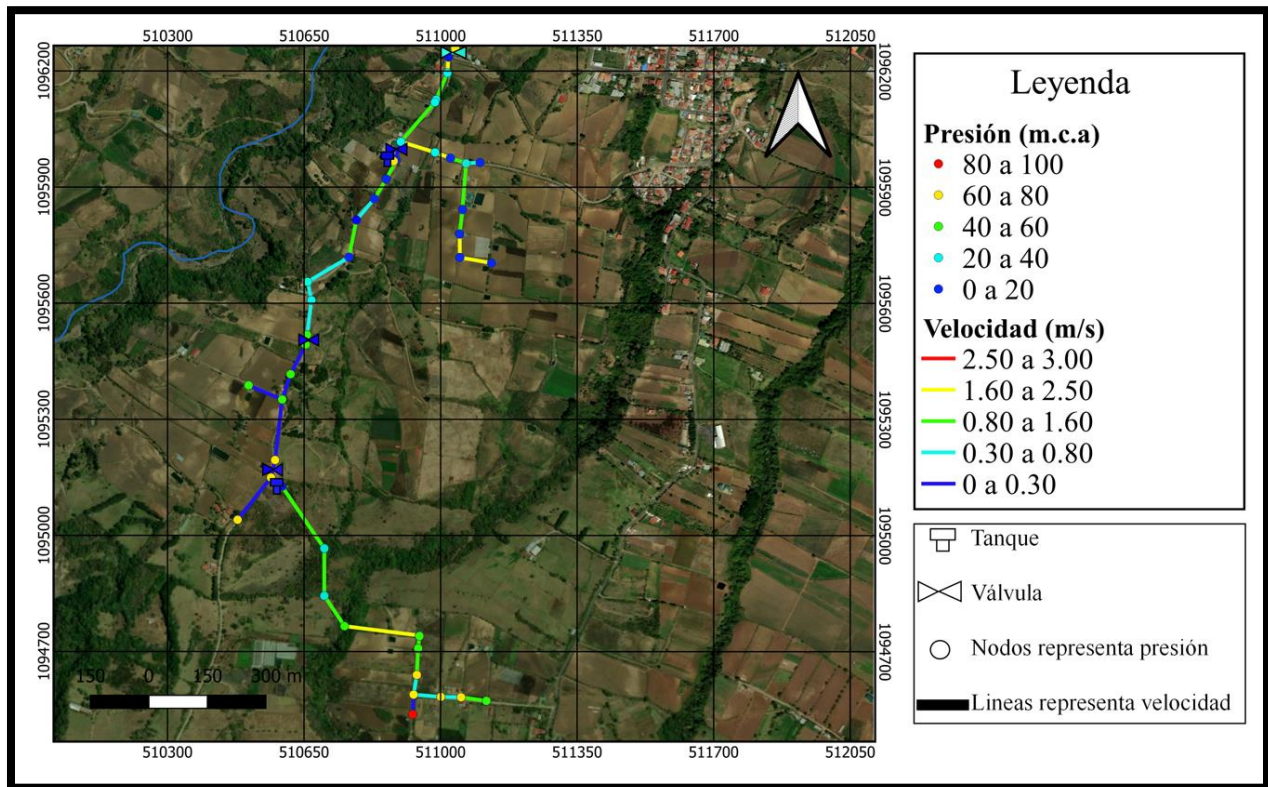 510300 510650 511000 511350 511700 512050
1096200 1096200
1095900 1095900
1095600 1095600
1095300 1095300
1095000 1095000
1094700 1094700
150 0 150 300 m
510300 510650 511000 511350 511700 512050
Leyenda
Presión (m.c.a)
80 a 100
60 a 80
40 a 60
20 a 40
0 a 20
Velocidad (m/s)
2.50 a 3.00
1.60 a 2.50
0.80 a 1.60
0.30 a 0.80
0 a 0.30
Tanque
Válvula
Nodos representa presión
Lineas representa velocidad